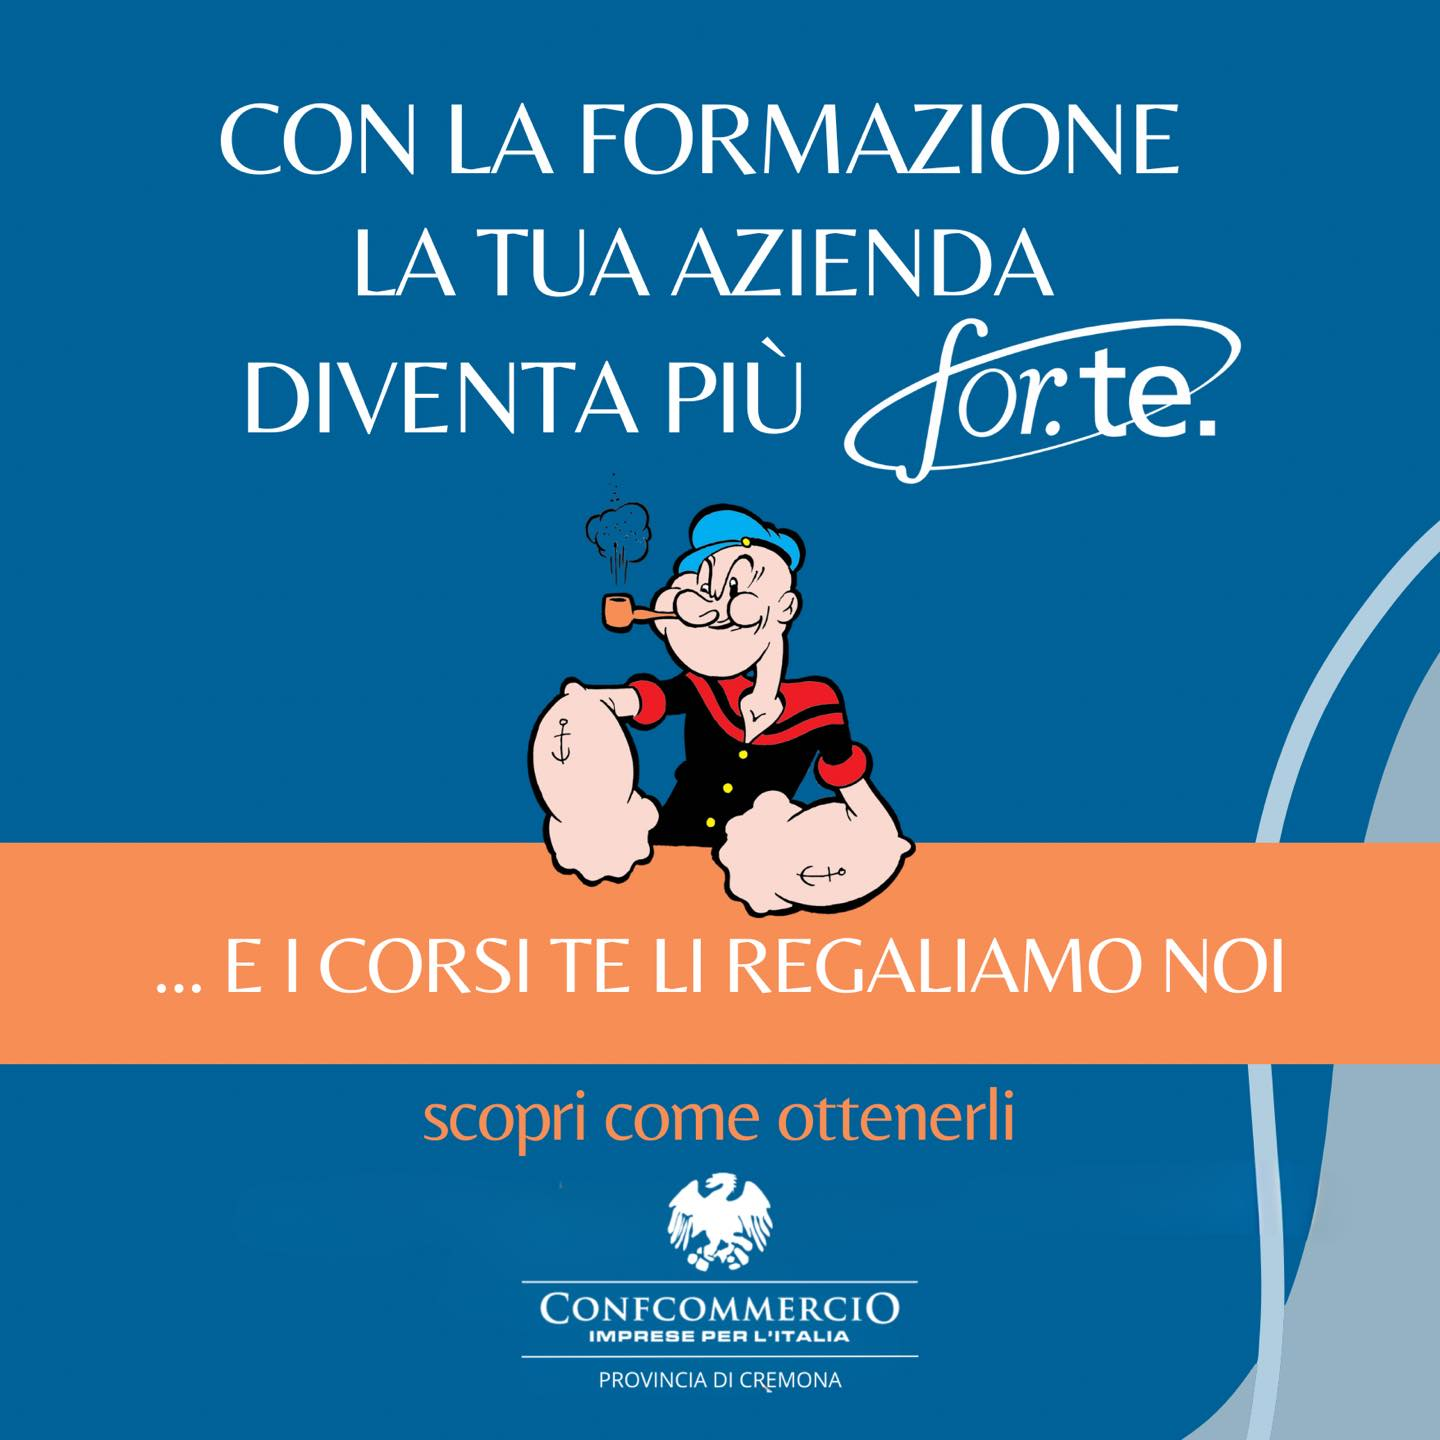 CON LA FORMAZIONE
LA TUA AZIENDA
DIVENTA PIÙ for.te.
... E I CORSI TE LI REGALIAMO NOI
scopri come ottenerli
CONFCOMMERCIO
IMPRESE PER L'ITALIA
PROVINCIA DI CREMONA